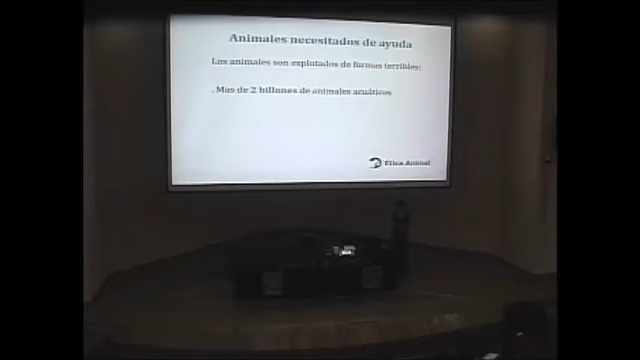 Animales necesitados de ayuda
Los animales son explotados de formas terribles:
. Mas de 2 billones de animales acuáticos
Etica Animal